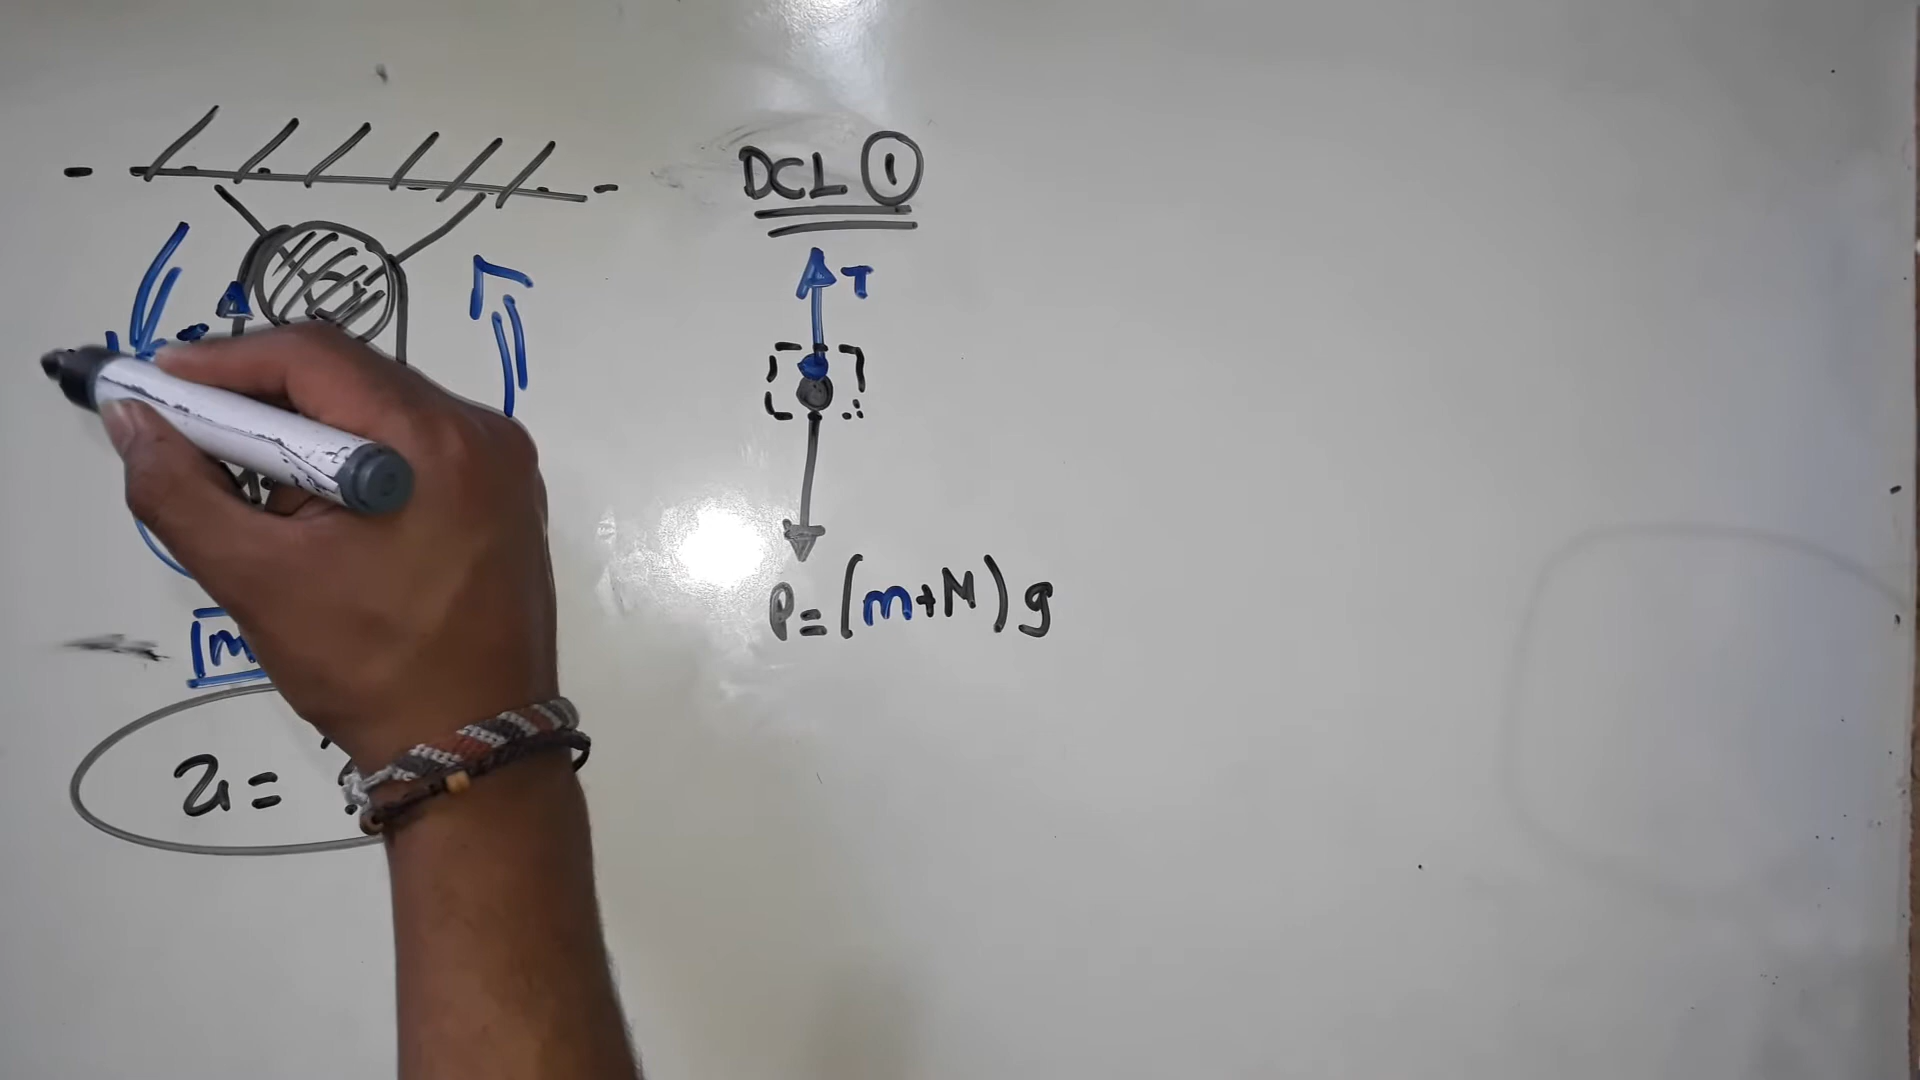 DCL ①
T
P=(m+M)g
m
a=